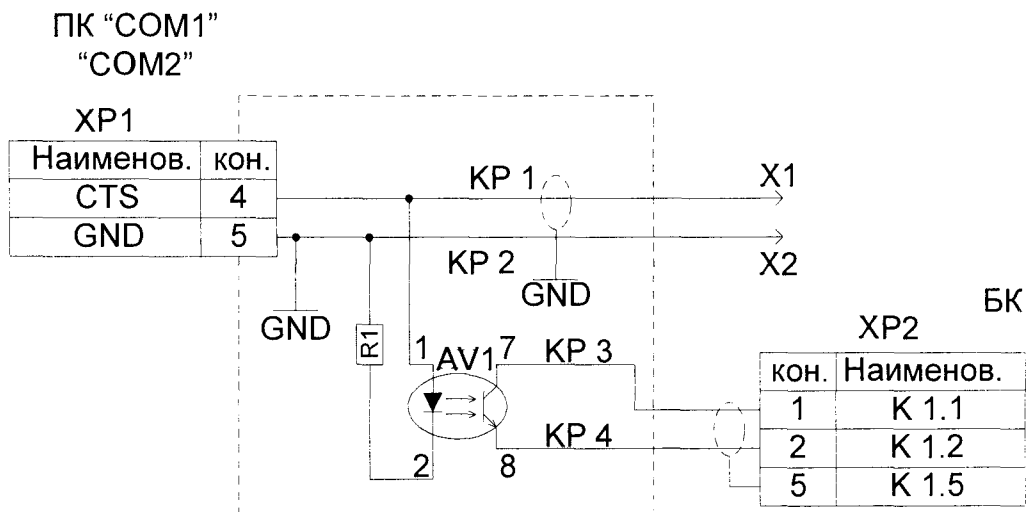 ПК “COM1”
“COM2”
XP1
Наименов. кон.
CTS 4
GND 5
KP 1
X1
KP 2
X2
GND
GND
R1
1 AV1 7 KP 3
2 8 KP 4
БК
XP2
кон. Наименов.
1 К 1.1
2 К 1.2
5 К 1.5